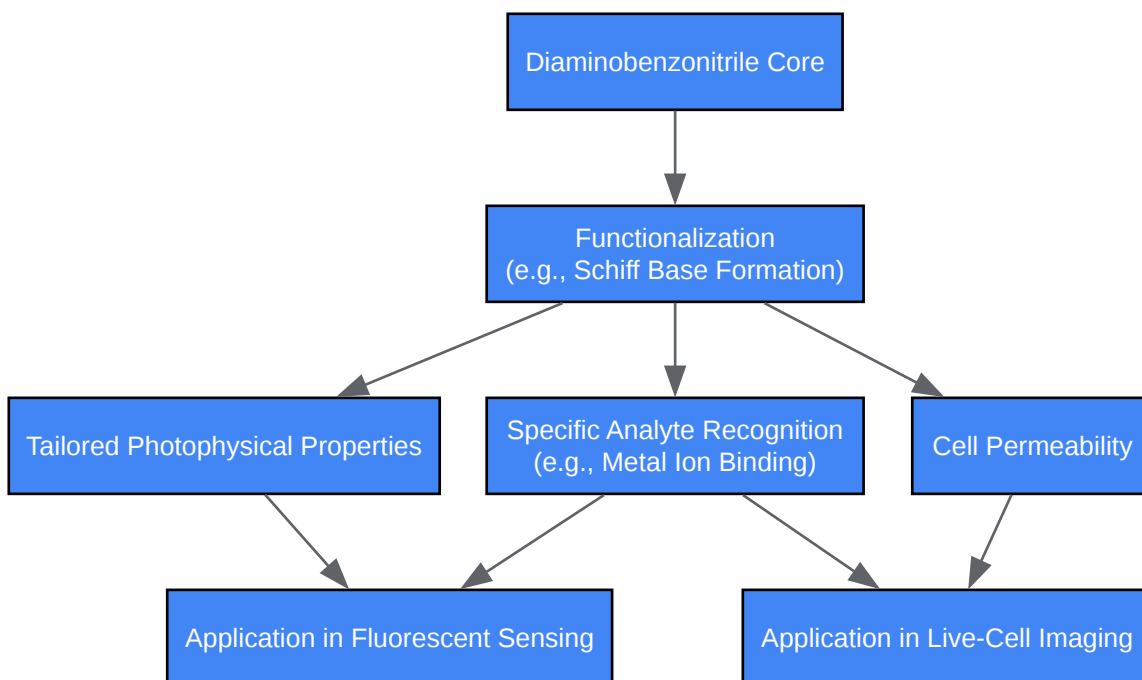 Diaminobenzonitrile Core
Functionalization
(e.g., Schiff Base Formation)
Tailored Photophysical Properties
Specific Analyte Recognition
(e.g., Metal Ion Binding)
Cell Permeability
Application in Fluorescent Sensing
Application in Live-Cell Imaging